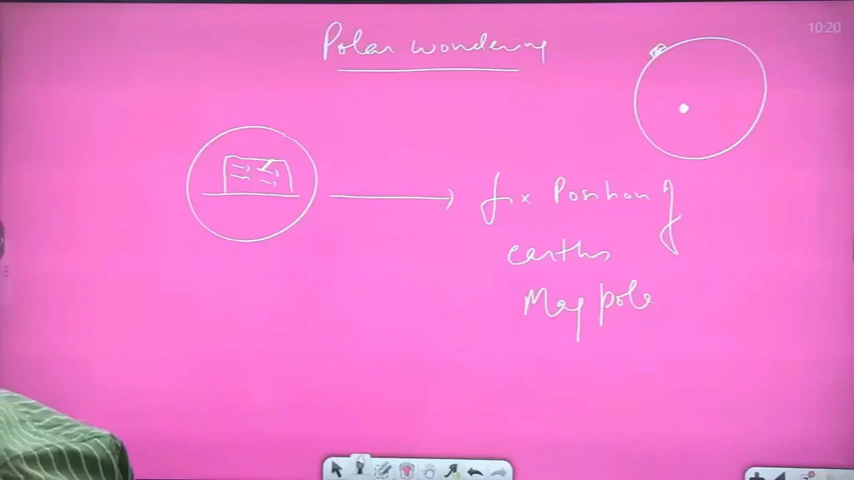 Polar wondering
10:20
fix Position of
earths
Mag pole